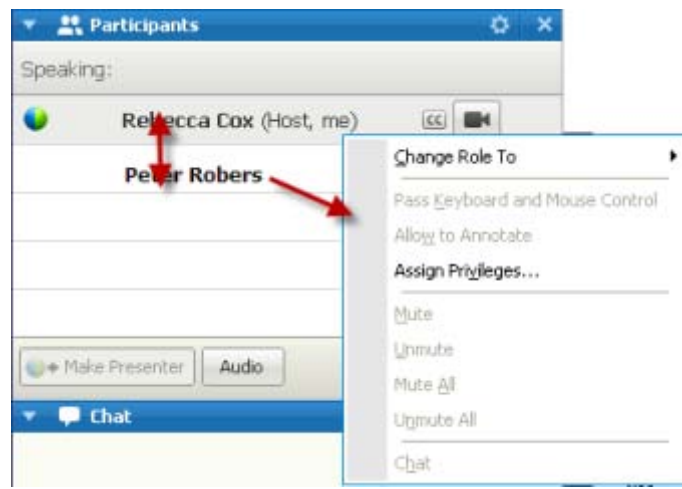 Participants
Speaking:
Rebecca Cox (Host, me) CC
Peter Robers
Change Role To
Pass Keyboard and Mouse Control
Allow to Annotate
Assign Privileges...
Mute
Unmute
Mute All
Unmute All
Chat
Make Presenter Audio
Chat